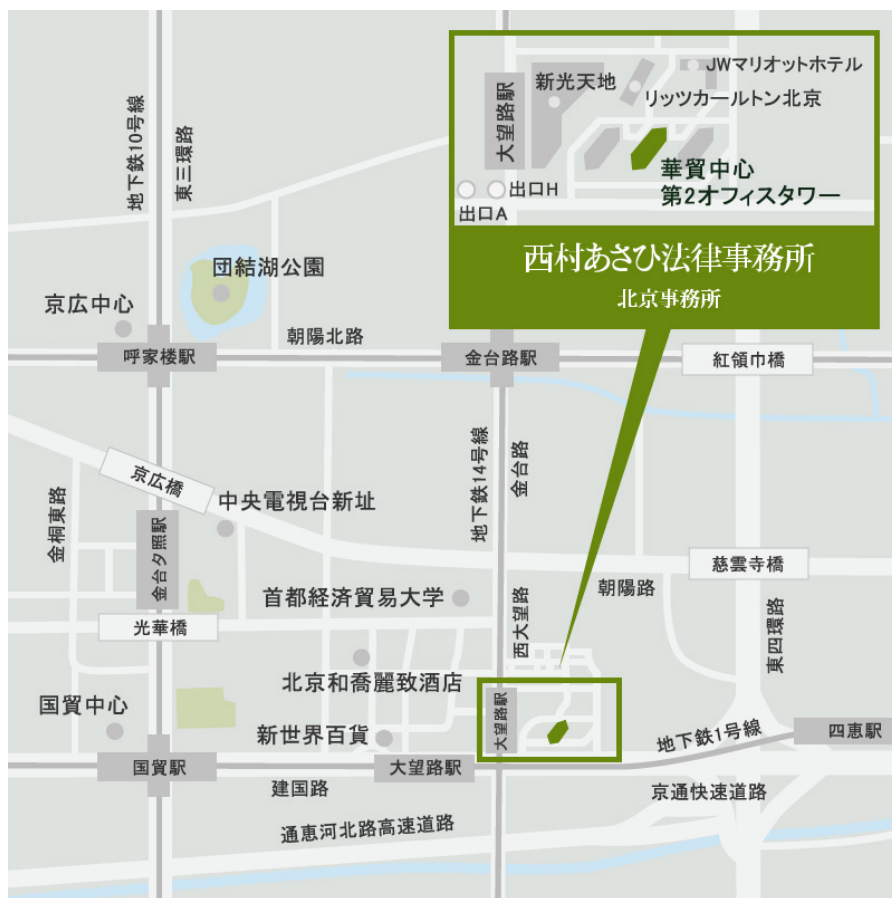 JWマリオットホテル
新光天地
リッツカールトン北京
大望路駅
華貿中心
第2オフィスタワー
出口H
出口A
西村あさひ法律事務所
北京事務所
地下鉄10号線
東三環路
団結湖公園
京広中心
朝陽北路
呼家楼駅
金台路駅
紅領巾橋
地下鉄14号線
金台路
京広橋
中央電視台新址
金桐東路
金台夕照駅
慈雲寺橋
朝陽路
首都経済貿易大学
西大望路
光華橋
東四環路
北京和喬麗致酒店
国貿中心
新世界百貨
大望路駅
地下鉄1号線
四恵駅
国貿駅
大望路駅
建国路
京通快速道路
通恵河北路高速道路